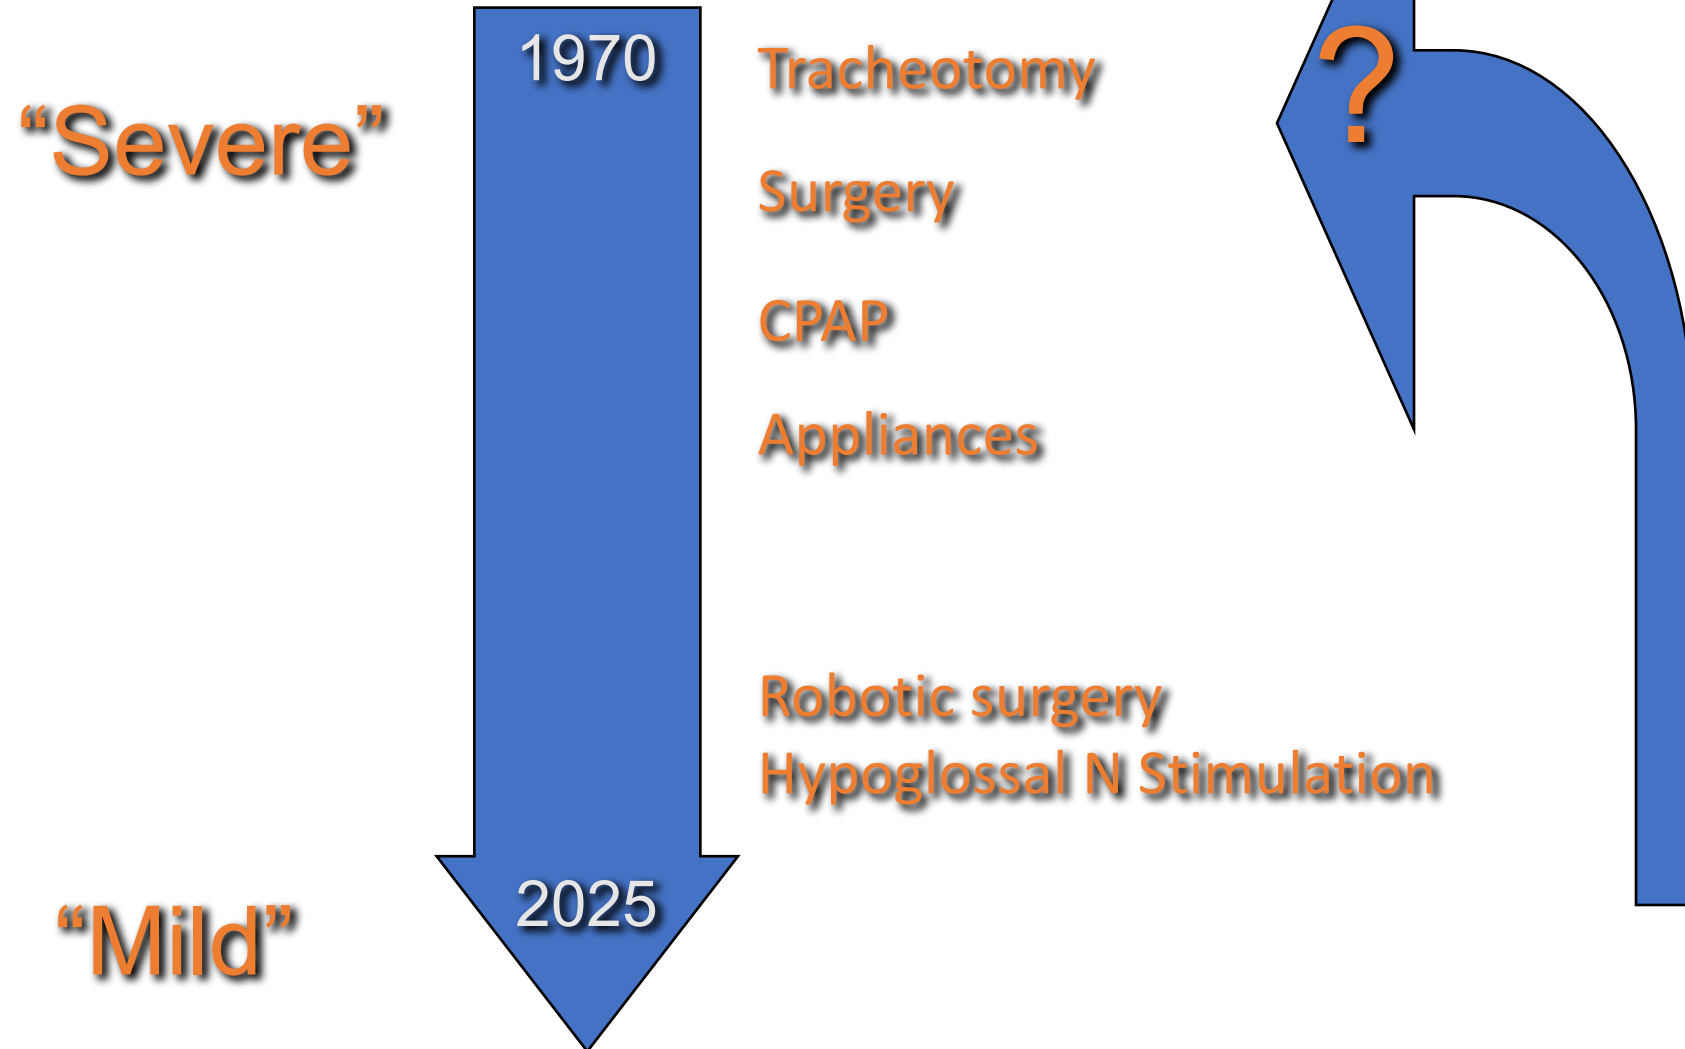 1970
Tracheotomy
?
“Severe”
Surgery
CPAP
Appliances
Robotic surgery
Hypoglossal N Stimulation
2025
“Mild”